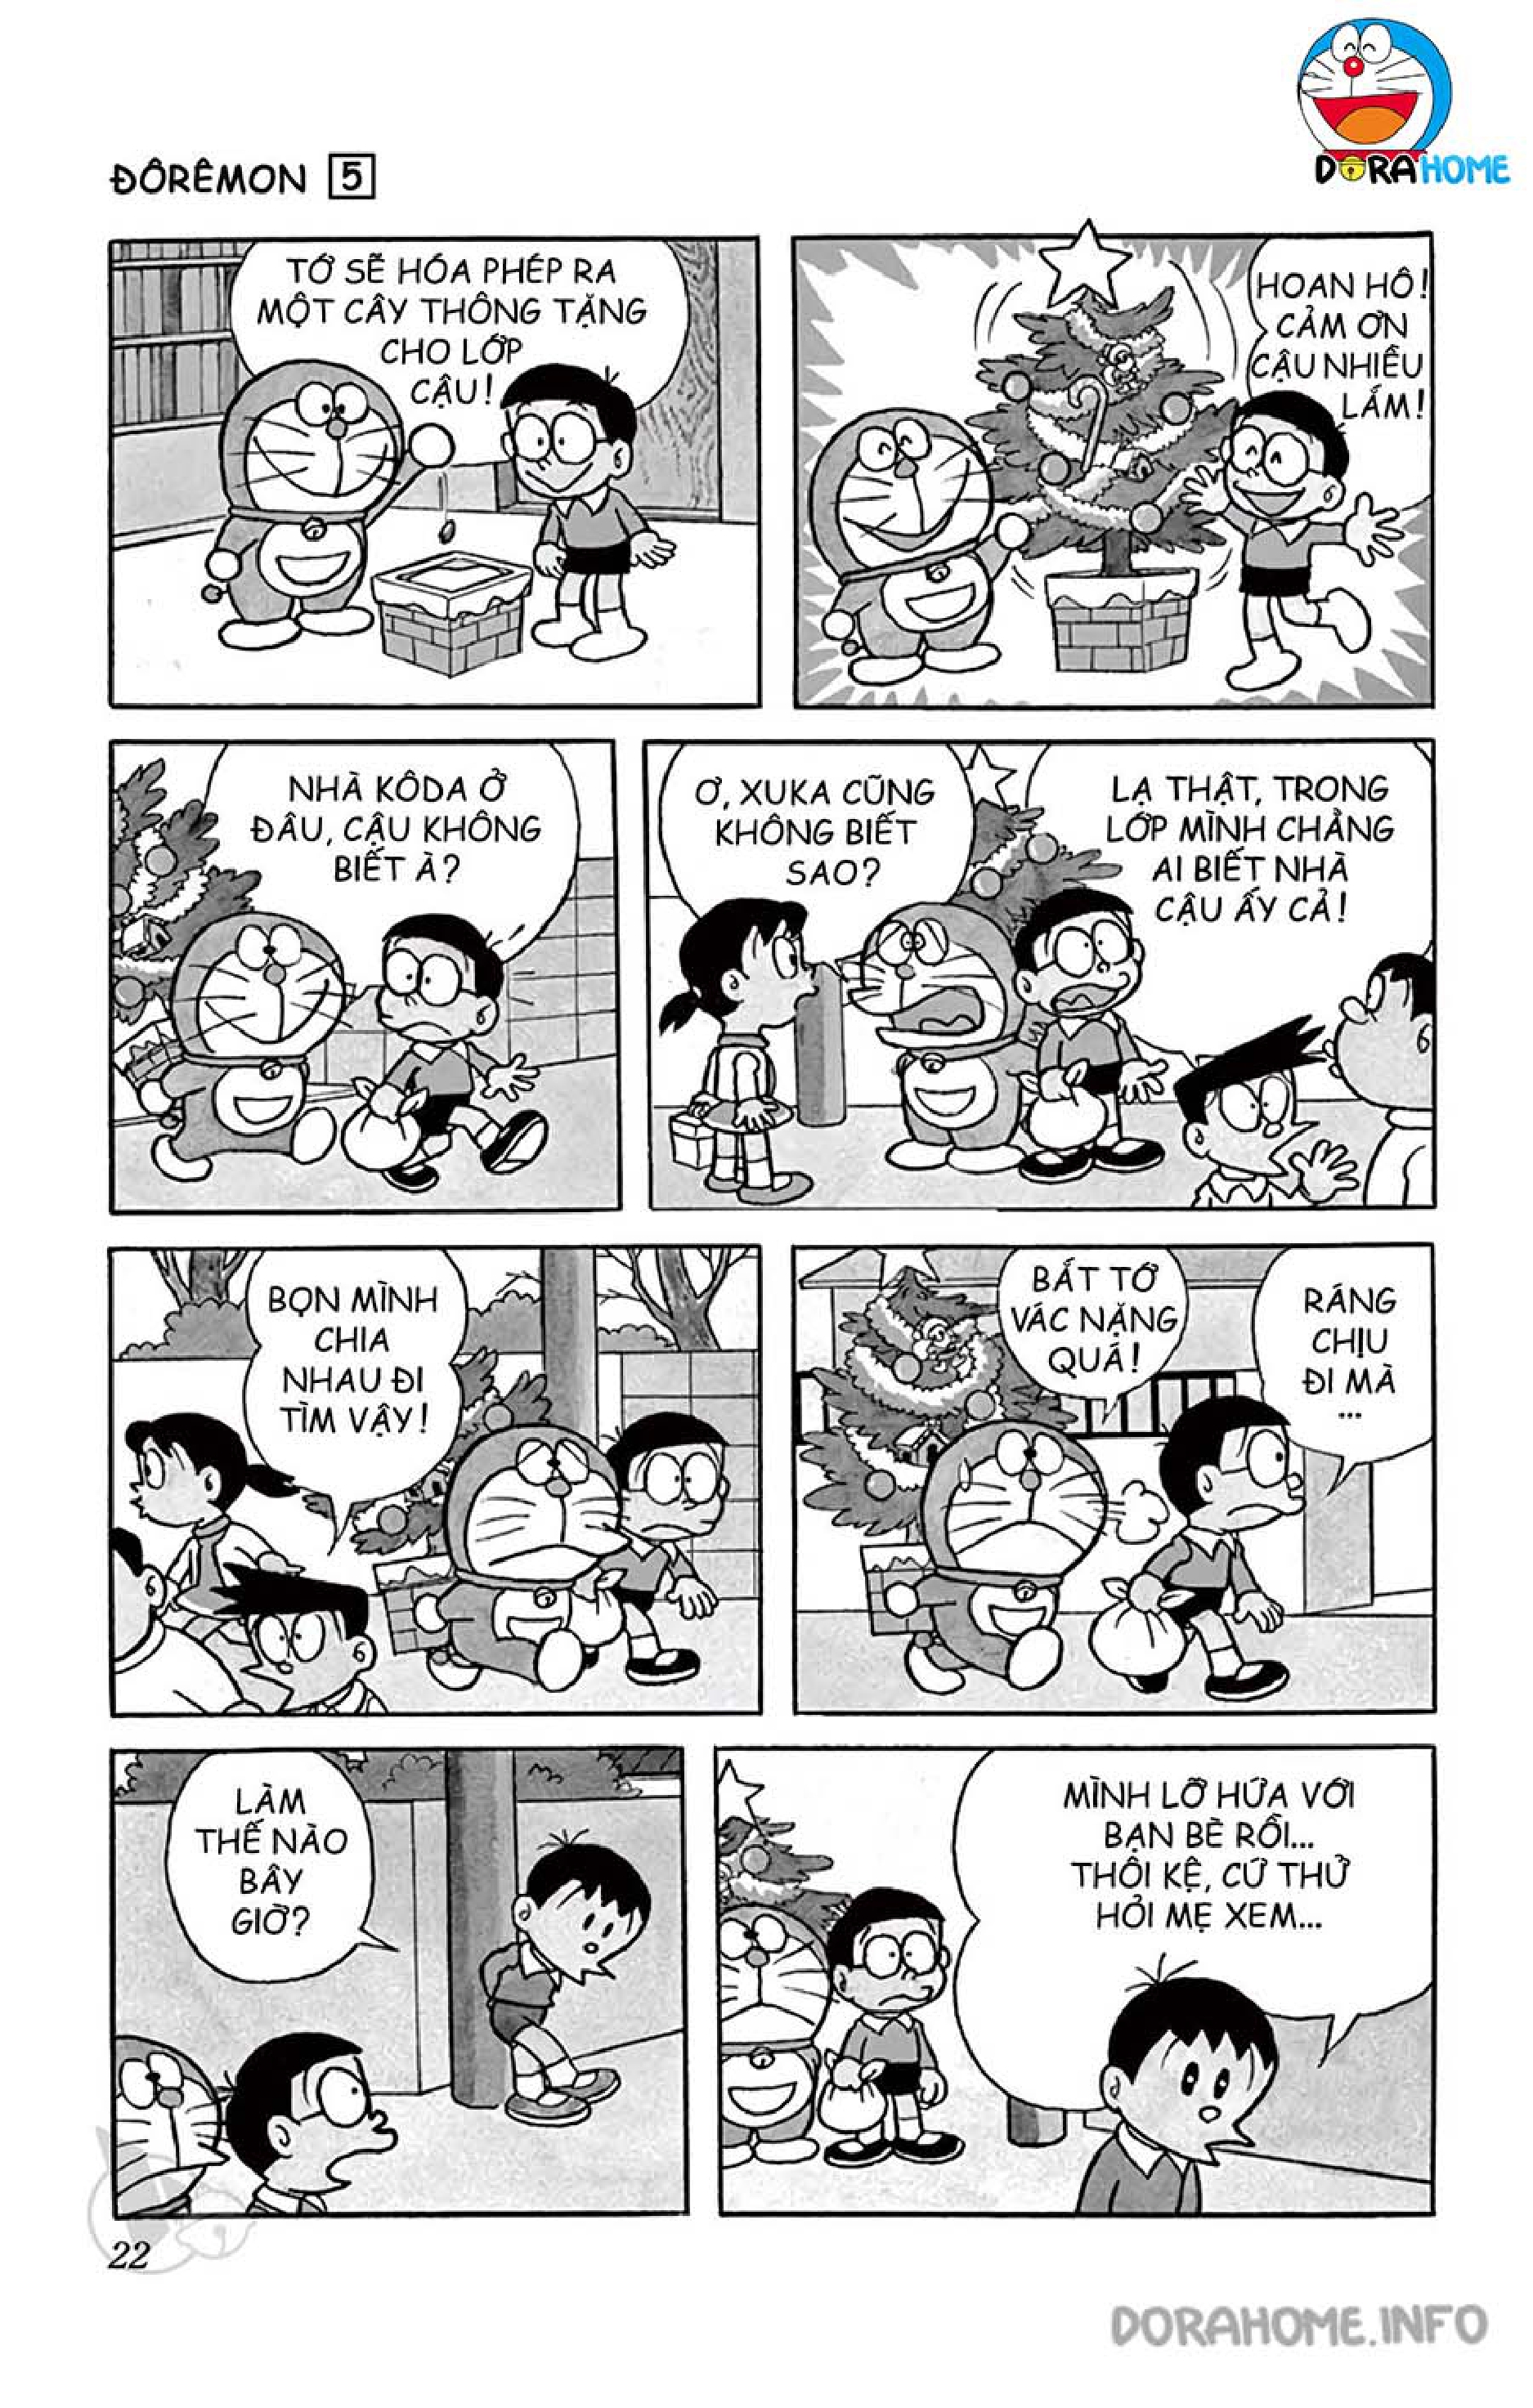 DORAHOME
ĐÔRÊMON 5
TỚ SẼ HÓA PHÉP RA
MỘT CÂY THÔNG TẶNG
CHO LỚP
CẬU!
HOAN HÔ!
CẢM ƠN
CẬU NHIỀU
LẮM!
NHÀ KÔDA Ở
ĐÂU, CẬU KHÔNG
BIẾT À?
Ơ, XUKA CŨNG
KHÔNG BIẾT
SAO?
LẠ THẬT, TRONG
LỚP MÌNH CHẲNG
AI BIẾT NHÀ
CẬU ẤY CẢ!
BỌN MÌNH
CHIA
NHAU ĐI
TÌM VẬY!
BẮT TỚ
VÁC NẶNG
QUÁ!
RÁNG
CHỊU
ĐI MÀ
...
LÀM
THẾ NÀO
BÂY
GIỜ?
MÌNH LỠ HỨA VỚI
BẠN BÈ RỒI...
THÔI KỆ, CỨ THỬ
HỎI MẸ XEM...
22
DORAHOME.INFO